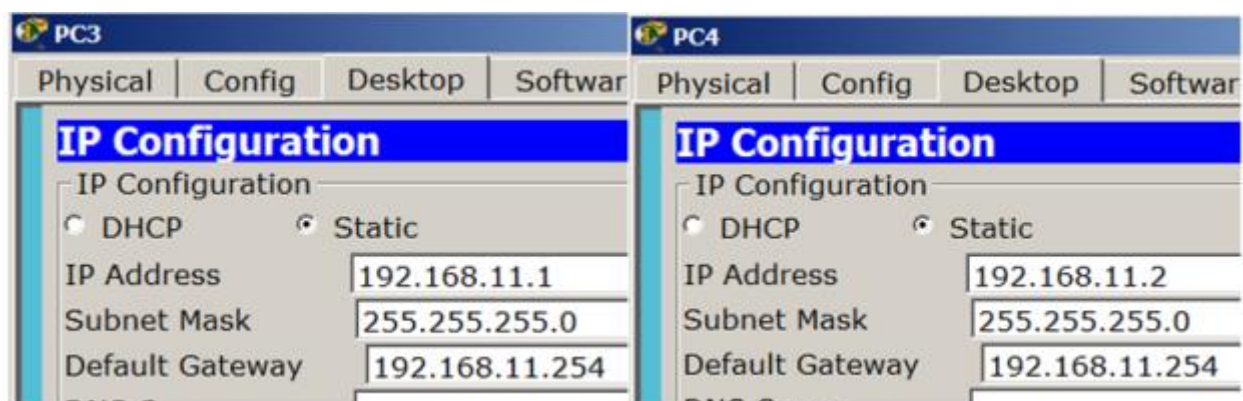 PC3
Physical Config Desktop Softwar
IP Configuration
IP Configuration
DHCP Static
IP Address 192.168.11.1
Subnet Mask 255.255.255.0
Default Gateway 192.168.11.254
PC4
Physical Config Desktop Softwar
IP Configuration
IP Configuration
DHCP Static
IP Address 192.168.11.2
Subnet Mask 255.255.255.0
Default Gateway 192.168.11.254